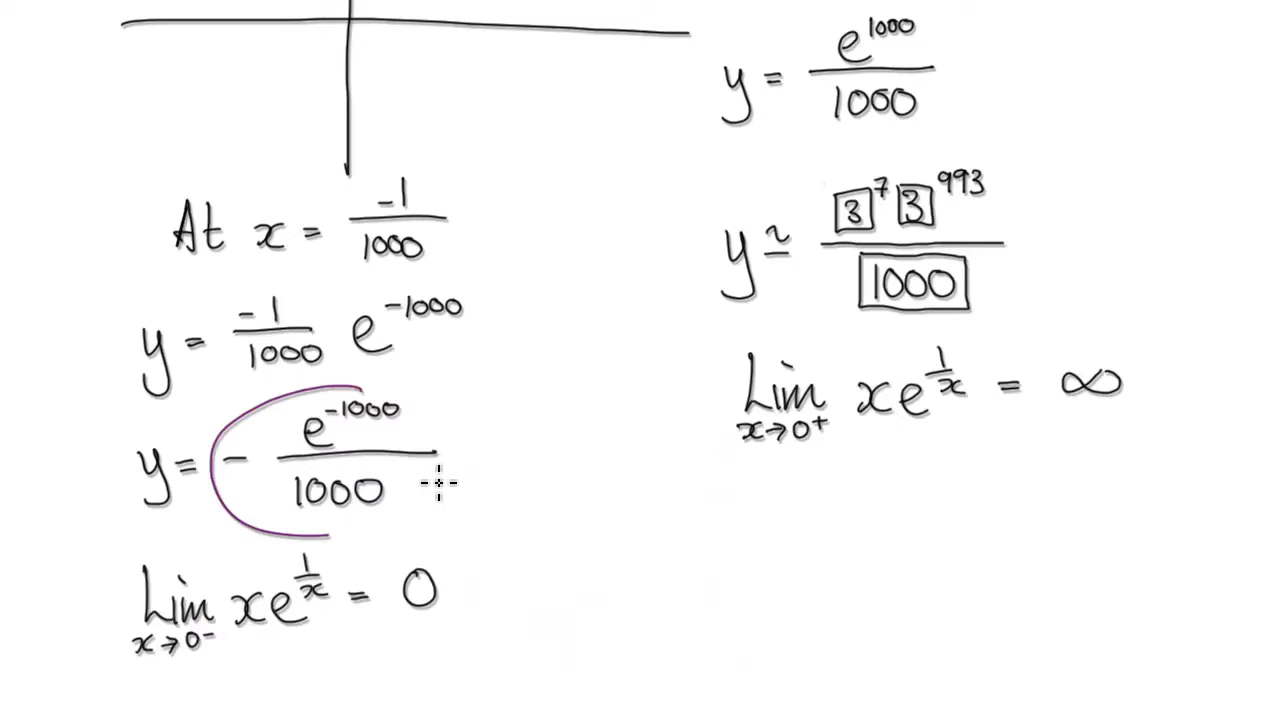 At x = -1/1000
y = -1/1000 e^-1000
y = - e^-1000/1000
Lim x→0- xe^1/x = 0
y = e^1000/1000
y ≃ 3^7 3^993/1000
Lim x→0+ xe^1/x = ∞